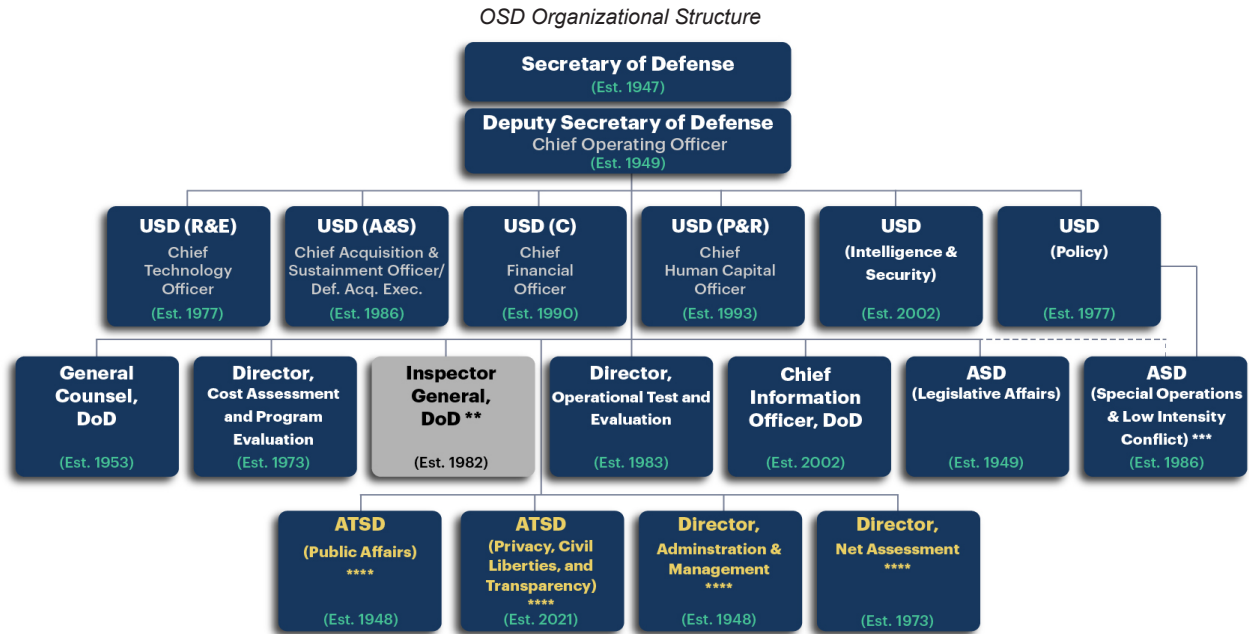 OSD Organizational Structure
Secretary of Defense
(Est. 1947)
Deputy Secretary of Defense
Chief Operating Officer
(Est. 1949)
USD (R&E)
Chief
Technology
Officer
(Est. 1977)
USD (A&S)
Chief Acquisition &
Sustainment Officer/
Def. Acq. Exec.
(Est. 1986)
USD (C)
Chief
Financial
Officer
(Est. 1990)
USD (P&R)
Chief
Human Capital
Officer
(Est. 1993)
USD
(Intelligence &
Security)
(Est. 2002)
USD
(Policy)
(Est. 1977)
General
Counsel,
DoD
(Est. 1953)
Director,
Cost Assessment
and Program
Evaluation
(Est. 1973)
Inspector
General,
DoD **
(Est. 1982)
Director,
Operational Test and
Evaluation
(Est. 1983)
Chief
Information
Officer, DoD
(Est. 2002)
ASD
(Legislative Affairs)
(Est. 1949)
ASD
(Special Operations
& Low Intensity
Conflict) ***
(Est. 1986)
ATSD
(Public Affairs)
****
(Est. 1948)
ATSD
(Privacy, Civil
Liberties, and
Transparency)
****
(Est. 2021)
Director,
Adminstration &
Management
****
(Est. 1948)
Director,
Net Assessment
****
(Est. 1973)